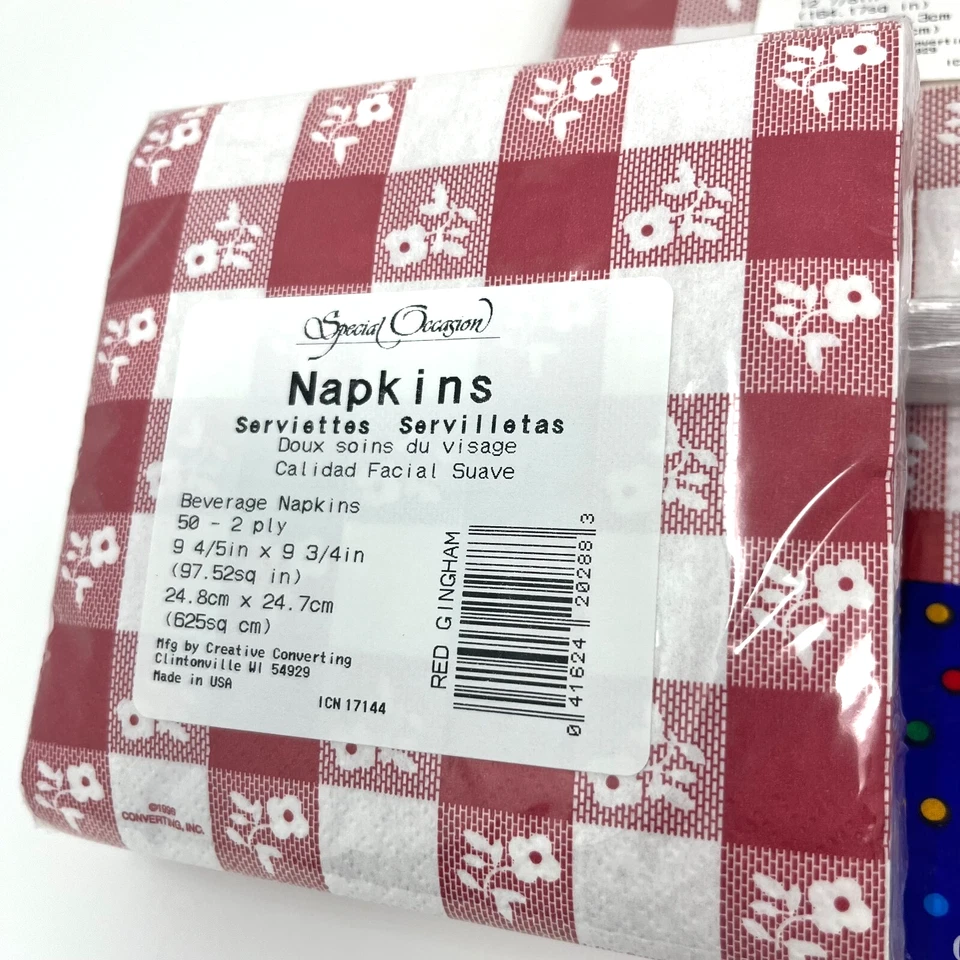 Special Occasion
Napkins
Serviettes Servilletas
Doux soins du visage
Calidad Facial Suave
Beverage Napkins
50 - 2 ply
9 4/5in x 9 3/4in
(97.52sq in)
24.8cm x 24.7cm
(625sq cm)
Mfg by Creative Converting
Clintonville WI 54929
Made in USA
ICN 17144
RED GINGHAM
0 41624 20288 3
CONVERTING, INC.